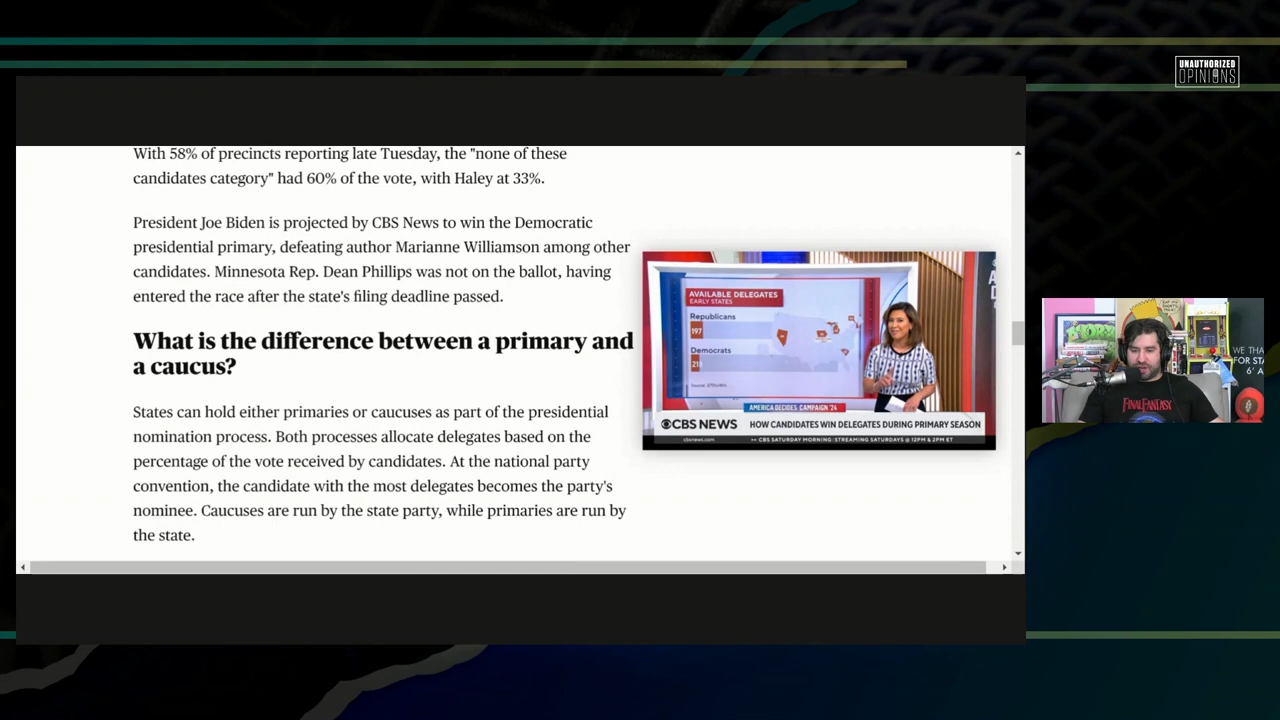 UNAUTHORIZED
OPINIONS
With 58% of precincts reporting late Tuesday, the "none of these
candidates category" had 60% of the vote, with Haley at 33%.
President Joe Biden is projected by CBS News to win the Democratic
presidential primary, defeating author Marianne Williamson among other
candidates. Minnesota Rep. Dean Phillips was not on the ballot, having
entered the race after the state's filing deadline passed.
What is the difference between a primary and
a caucus?
States can hold either primaries or caucuses as part of the presidential
nomination process. Both processes allocate delegates based on the
percentage of the vote received by candidates. At the national party
convention, the candidate with the most delegates becomes the party's
nominee. Caucuses are run by the state party, while primaries are run by
the state.
AVAILABLE DELEGATES
EARLY STATES
Republicans
197
Democrats
AMERICA DECIDES CAMPAIGN '24
CBS NEWS
HOW CANDIDATES WIN DELEGATES DURING PRIMARY SEASON
cbsnews.com
CBS SATURDAY MORNING: STREAMING SATURDAYS @ 12PM & 2PM ET
WE THA
FOR STA
6' A
FINAL FANTASY